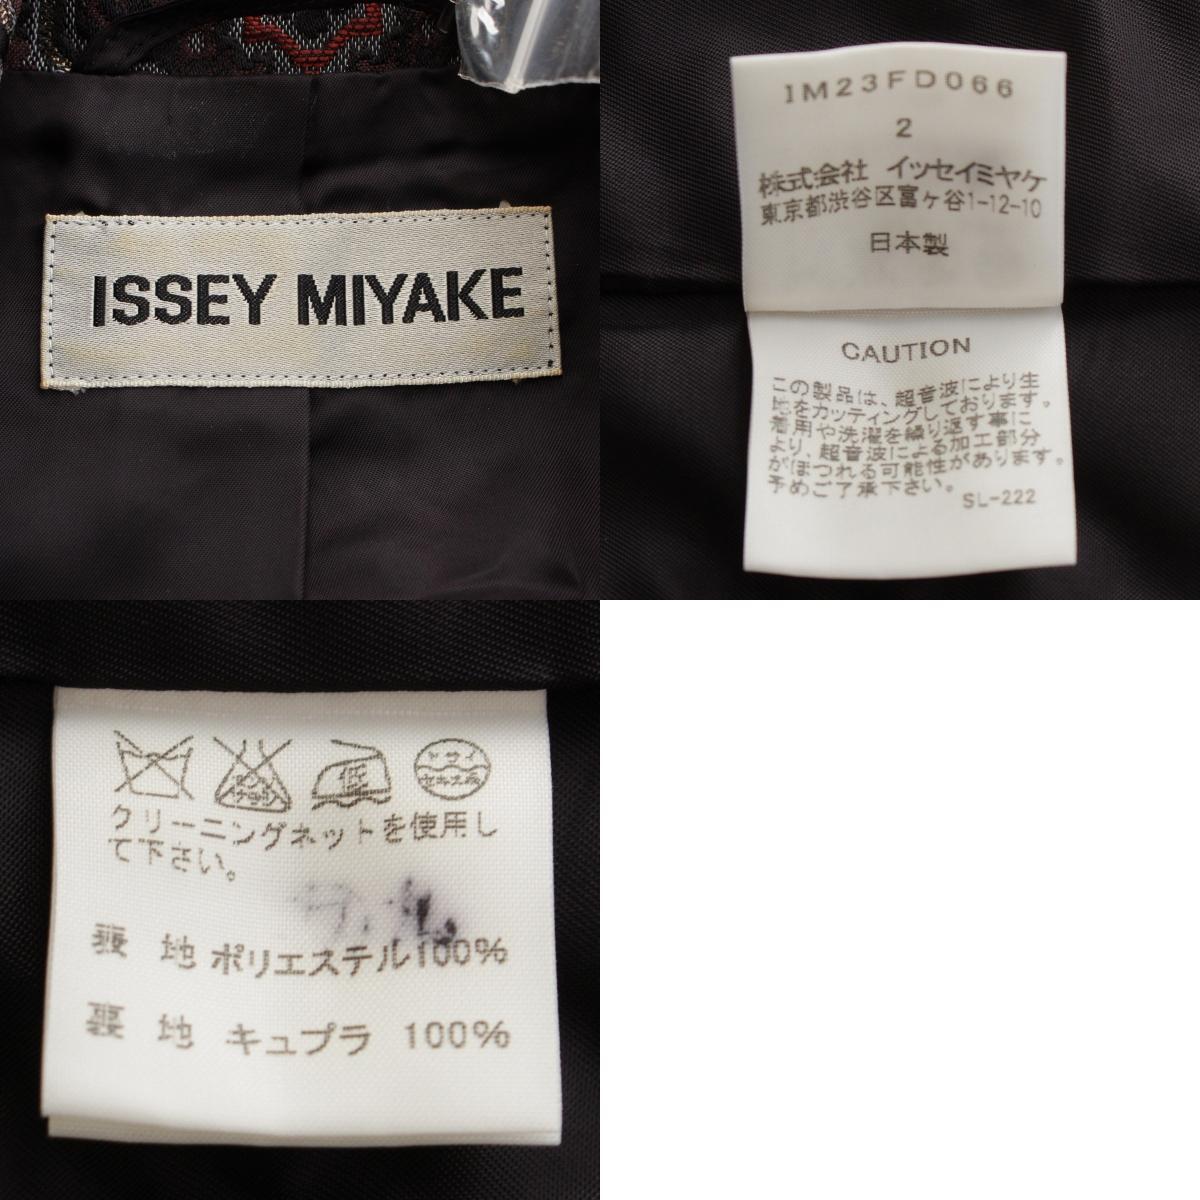 ISSEY MIYAKE
IM23FD066
2
株式会社 イッセイミヤケ
東京都渋谷区富ヶ谷1-12-10
日本製
CAUTION
この製品は、超音波により生
地をカッティングしております。
着用や洗濯を繰り返す事に
より、超音波による加工部分
がほつれる可能性があります。
予めご了承下さい。
SL-222
低
ドライ
セキユ系
クリーニングネットを使用し
て下さい。
表 地 ポリエステル100%
裏 地 キュプラ 100%